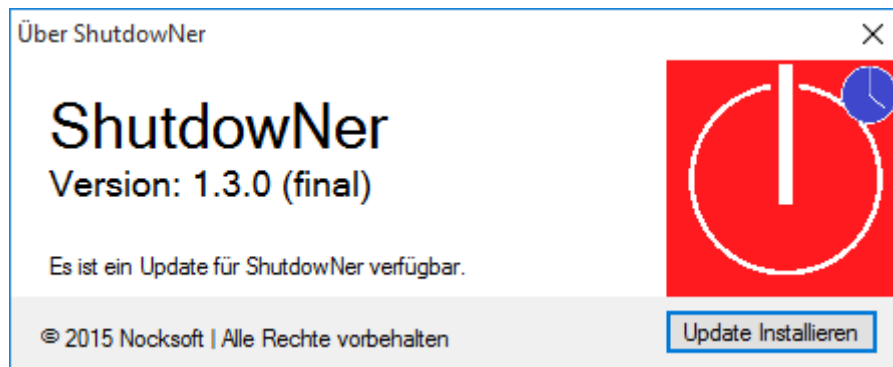 Über ShutdowNer
ShutdowNer
Version: 1.3.0 (final)
Es ist ein Update für ShutdowNer verfügbar.
© 2015 Nocksoft | Alle Rechte vorbehalten
Update Installieren